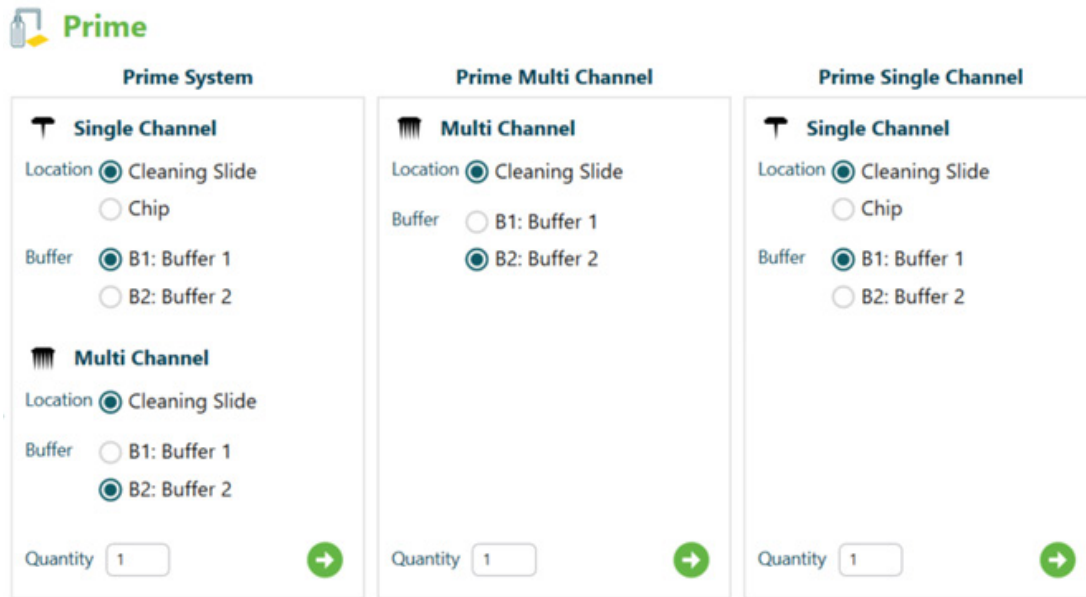 Prime
Prime System
Single Channel
Location Cleaning Slide
Chip
Buffer B1: Buffer 1
B2: Buffer 2
Multi Channel
Location Cleaning Slide
Buffer B1: Buffer 1
B2: Buffer 2
Quantity 1
Prime Multi Channel
Multi Channel
Location Cleaning Slide
Buffer B1: Buffer 1
B2: Buffer 2
Quantity 1
Prime Single Channel
Single Channel
Location Cleaning Slide
Chip
Buffer B1: Buffer 1
B2: Buffer 2
Quantity 1